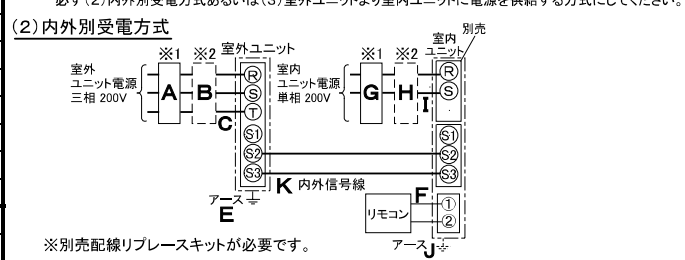 必ず(2)内外別受電方式あるいは(3)室外ユニットより室内ユニットに電源を供給する方式にしてください。
(2)内外別受電方式
別売
※1 ※2 室外ユニット
※1 ※2 室内ユニット
室外
ユニット電源
三相 200V
A B C
R
S
T
S1
S2
S3
室内
ユニット電源
単相 200V
G H I
R
S
S1
S2
S3
K 内外信号線
アース
E
リモコン
F
①
②
アース J
※別売配線リプレースキットが必要です。